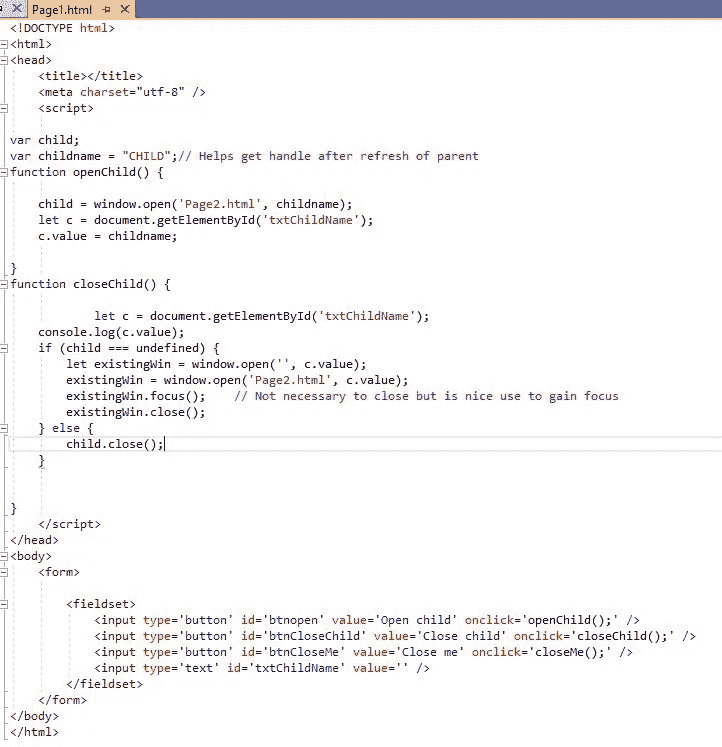 Page1.html
<!DOCTYPE html>
<html>
<head>
    <title></title>
    <meta charset="utf-8" />
    <script>
var child;
var childname = "CHILD";// Helps get handle after refresh of parent
function openChild() {
    child = window.open('Page2.html', childname);
    let c = document.getElementById('txtChildName');
    c.value = childname;
}
function closeChild() {
            let c = document.getElementById('txtChildName');
    console.log(c.value);
    if (child === undefined) {
        let existingWin = window.open('', c.value);
        existingWin = window.open('Page2.html', c.value);
        existingWin.focus();    // Not necessary to close but is nice use to gain focus
        existingWin.close();
    } else {
        child.close();
    }
}
    </script>
</head>
<body>
    <form>
        <fieldset>
            <input type='button' id='btnopen' value='Open child' onclick='openChild();' />
            <input type='button' id='btnCloseChild' value='Close child' onclick='closeChild();' />
            <input type='button' id='btnCloseMe' value='Close me' onclick='closeMe();' />
            <input type='text' id='txtChildName' value='' />
        </fieldset>
    </form>
</body>
</html>